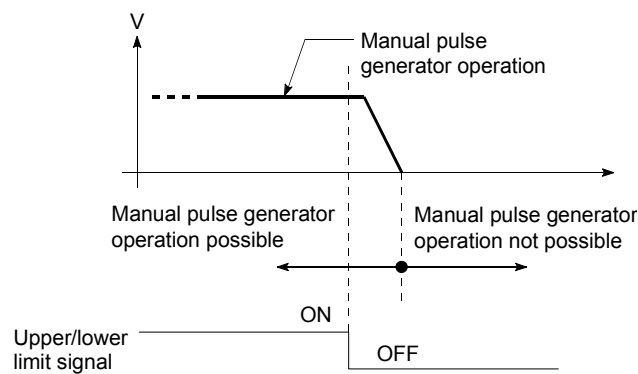 V
Manual pulse
generator operation
Manual pulse generator
operation possible
Manual pulse generator
operation not possible
ON
Upper/lower
limit signal
OFF